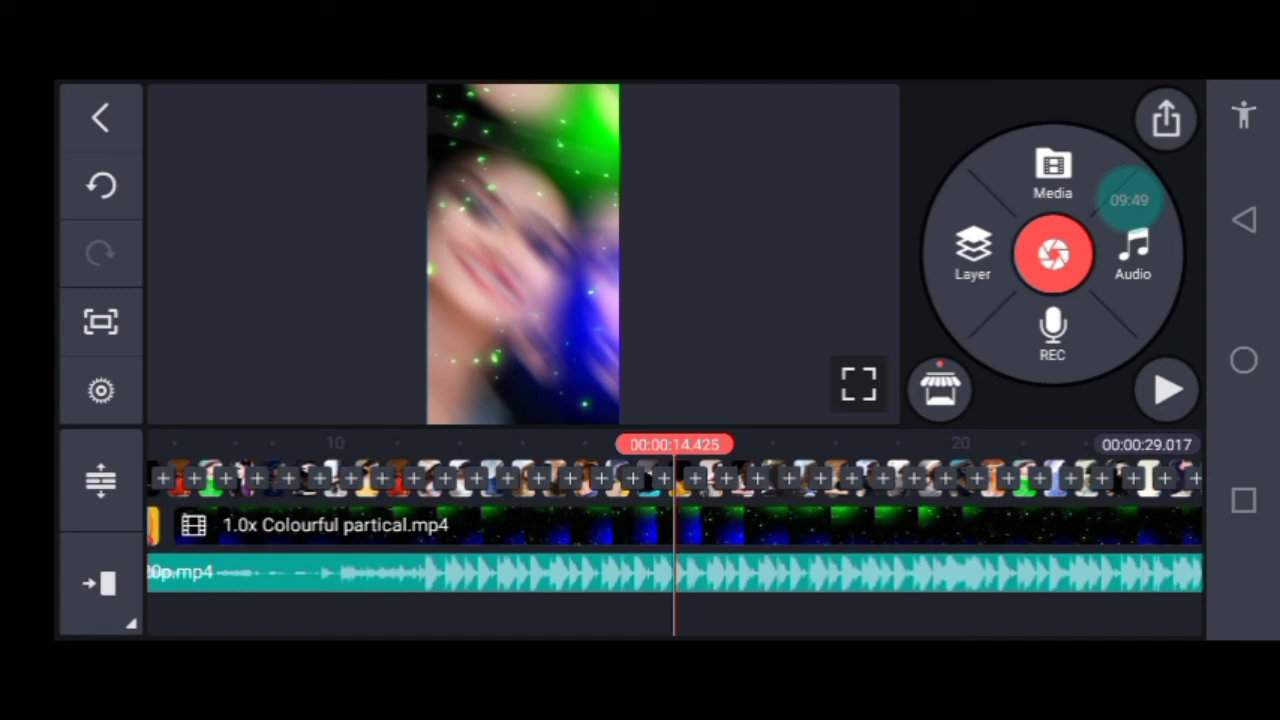 Media
09:49
Layer
Audio
REC
10
00:00:14.425
20
00:00:29.017
1.0x Colourful partical.mp4
20p.mp4